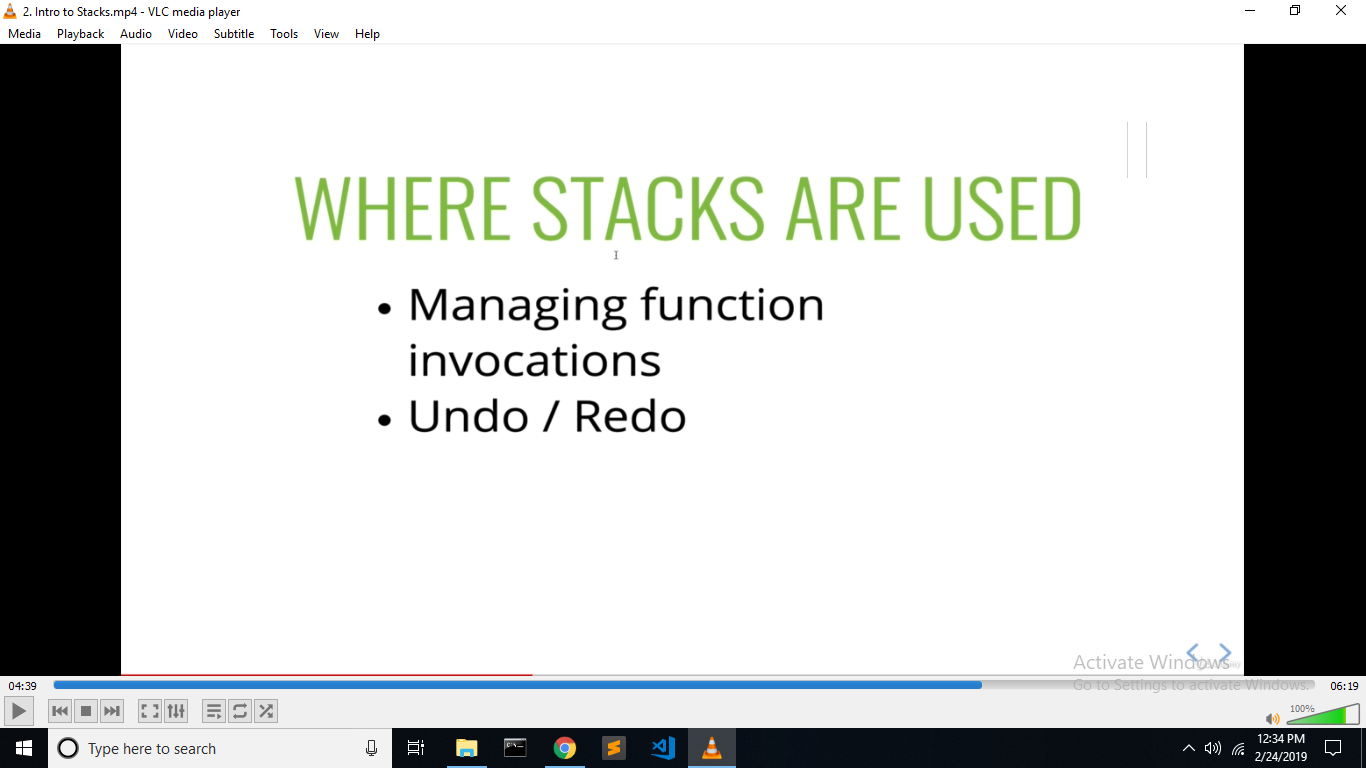 2. Intro to Stacks.mp4 - VLC media player
Media Playback Audio Video Subtitle Tools View Help
WHERE STACKS ARE USED
• Managing function
invocations
• Undo / Redo
Activate Windows
Go to Settings to activate Windows.
04:39
06:19
100%
Type here to search
12:34 PM
2/24/2019